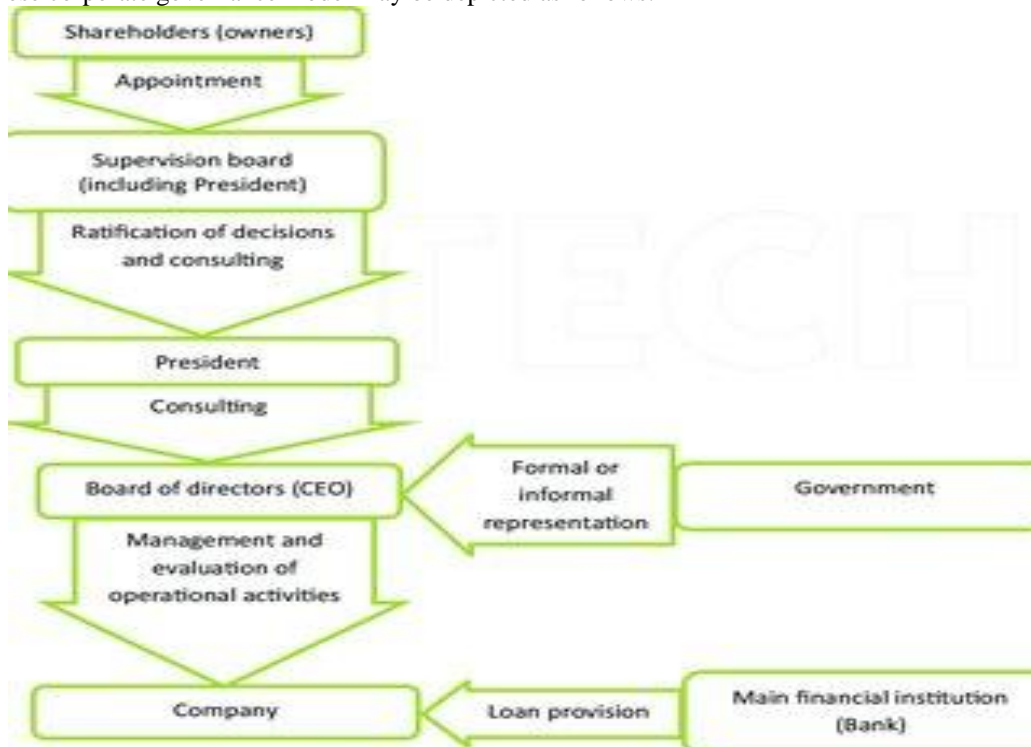 Shareholders (owners)
Appointment
Supervision board
(including President)
Ratification of decisions
and consulting
President
Consulting
Board of directors (CEO)
Formal or
informal
representation
Government
Management and
evaluation of
operational activities
Company
Loan provision
Main financial institution
(Bank)
TECH